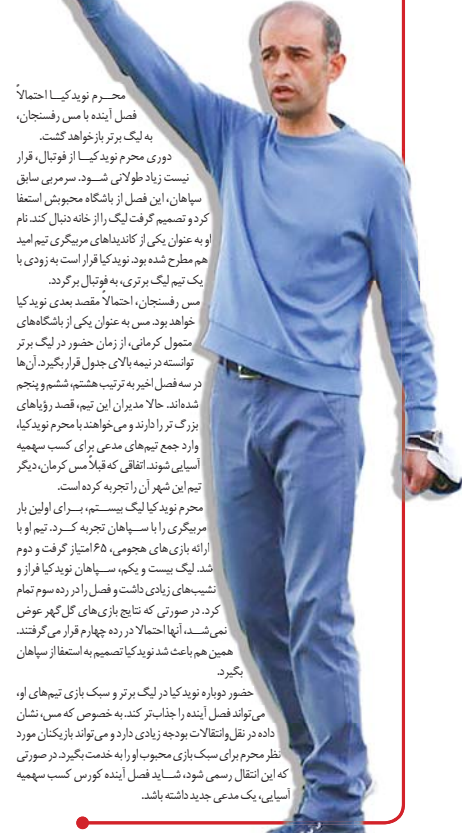 محــرم نویدکیــا احتمالاً
فصل آینده با مس رفسنجان،
به لیگ برتر بازخواهد گشت.
دوری محرم نویدکیــا از فوتبال، قرار
نیست زیاد طولانی شــود. سرمربی سابق
سپاهان، این فصل از باشگاه محبوبش استعفا
کرد و تصمیم گرفت لیگ را از خانه دنبال کند. نام
او به عنوان یکی از کاندیداهای مربیگری تیم امید
هم مطرح شده بود. نویدکیا قرار است به زودی با
یک تیم لیگ برتری، به فوتبال برگردد.
مس رفسنجان، احتمالاً مقصد بعدی نویدکیا
خواهد بود. مس به عنوان یکی از باشگاه‌های
متمول کرمانی، از زمان حضور در لیگ برتر
توانسته در نیمه بالای جدول قرار بگیرد. آن‌ها
در سه فصل اخیر به ترتیب هشتم، ششم و پنجم
شده‌اند. حالا مدیران این تیم، قصد رؤیاهای
بزرگ تر را دارند و می‌خواهند با محرم نویدکیا،
وارد جمع تیم‌های مدعی برای کسب سهمیه
آسیایی شوند. اتفاقی که قبلاً مس کرمان، دیگر
تیم این شهر آن را تجربه کرده است.
محرم نویدکیا لیگ بیســتم، بــرای اولین بار
مربیگری را با ســپاهان تجربه کــرد. تیم او با
ارائه بازی‌های هجومی، ۶۵ امتیاز گرفت و دوم
شد. لیگ بیست و یکم، ســپاهان نویدکیا فراز و
نشیب‌های زیادی داشت و فصل را در رده سوم تمام
کرد. در صورتی که نتایج بازی‌های گل‌گهر عوض
نمی‌شــد، آنها احتمالا در رده چهارم قرار می‌گرفتند.
همین هم باعث شد نویدکیا تصمیم به استعفا از سپاهان
بگیرد.
حضور دوباره نویدکیا در لیگ برتر و سبک بازی تیم‌های او،
می‌تواند فصل آینده را جذاب‌تر کند. به خصوص که مس، نشان
داده در نقل‌وانتقالات بودجه زیادی دارد و می‌تواند بازیکنان مورد
نظر محرم برای سبک بازی محبوب او را به خدمت بگیرد. در صورتی
که این انتقال رسمی شود، شــاید فصل آینده کورس کسب سهمیه
آسیایی، یک مدعی جدید داشته باشد.